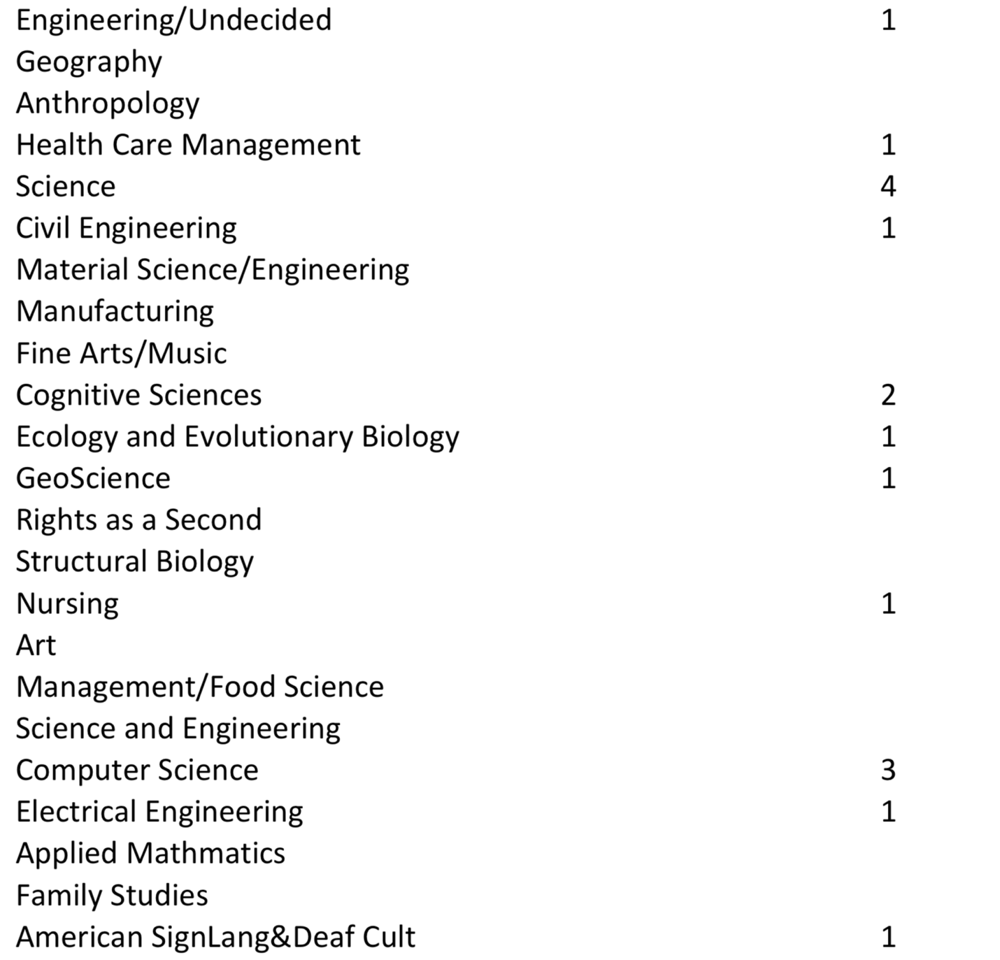 Engineering/Undecided 1
Geography
Anthropology
Health Care Management 1
Science 4
Civil Engineering 1
Material Science/Engineering
Manufacturing
Fine Arts/Music
Cognitive Sciences 2
Ecology and Evolutionary Biology 1
GeoScience 1
Rights as a Second
Structural Biology
Nursing 1
Art
Management/Food Science
Science and Engineering
Computer Science 3
Electrical Engineering 1
Applied Mathmatics
Family Studies
American SignLang&Deaf Cult 1